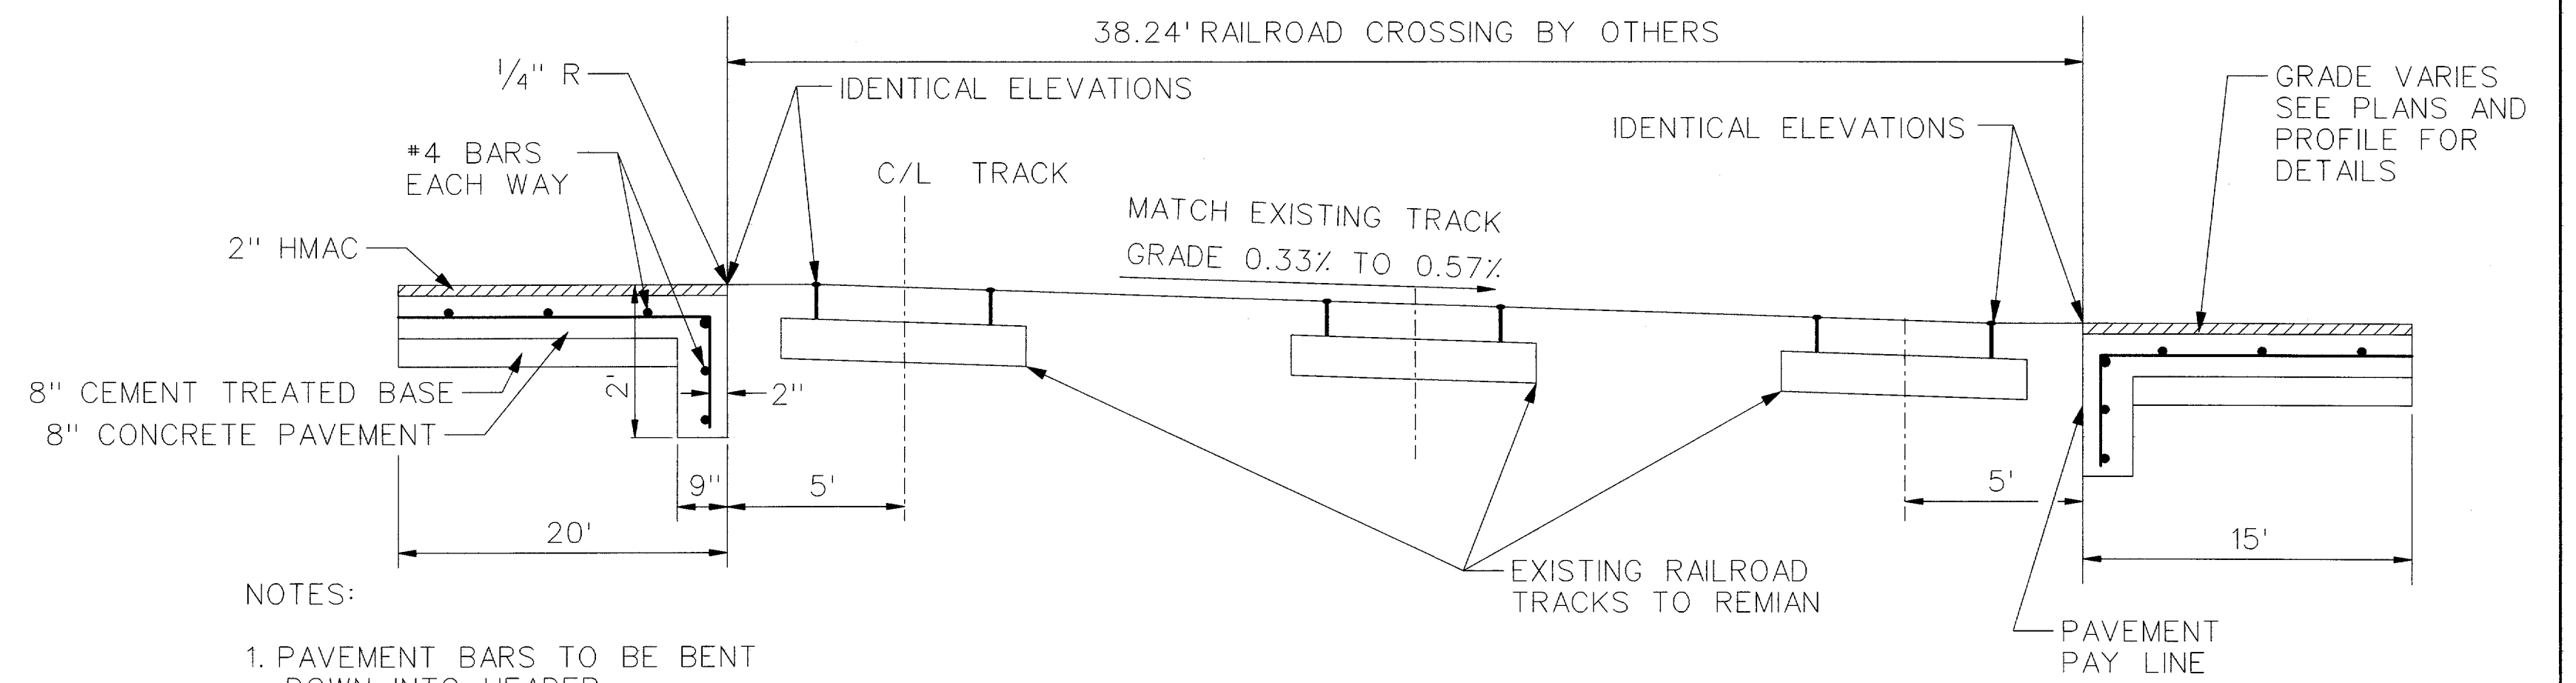 38.24' RAILROAD CROSSING BY OTHERS
1/4" R
IDENTICAL ELEVATIONS
GRADE VARIES
SEE PLANS AND
PROFILE FOR
DETAILS
IDENTICAL ELEVATIONS
#4 BARS
EACH WAY
C/L TRACK
MATCH EXISTING TRACK
GRADE 0.33% TO 0.57%
2" HMAC
8" CEMENT TREATED BASE
2'
2"
8" CONCRETE PAVEMENT
9"
5'
5'
20'
15'
EXISTING RAILROAD
TRACKS TO REMIAN
NOTES:
PAVEMENT
PAY LINE
1. PAVEMENT BARS TO BE BENT
DOWN INTO HEADER